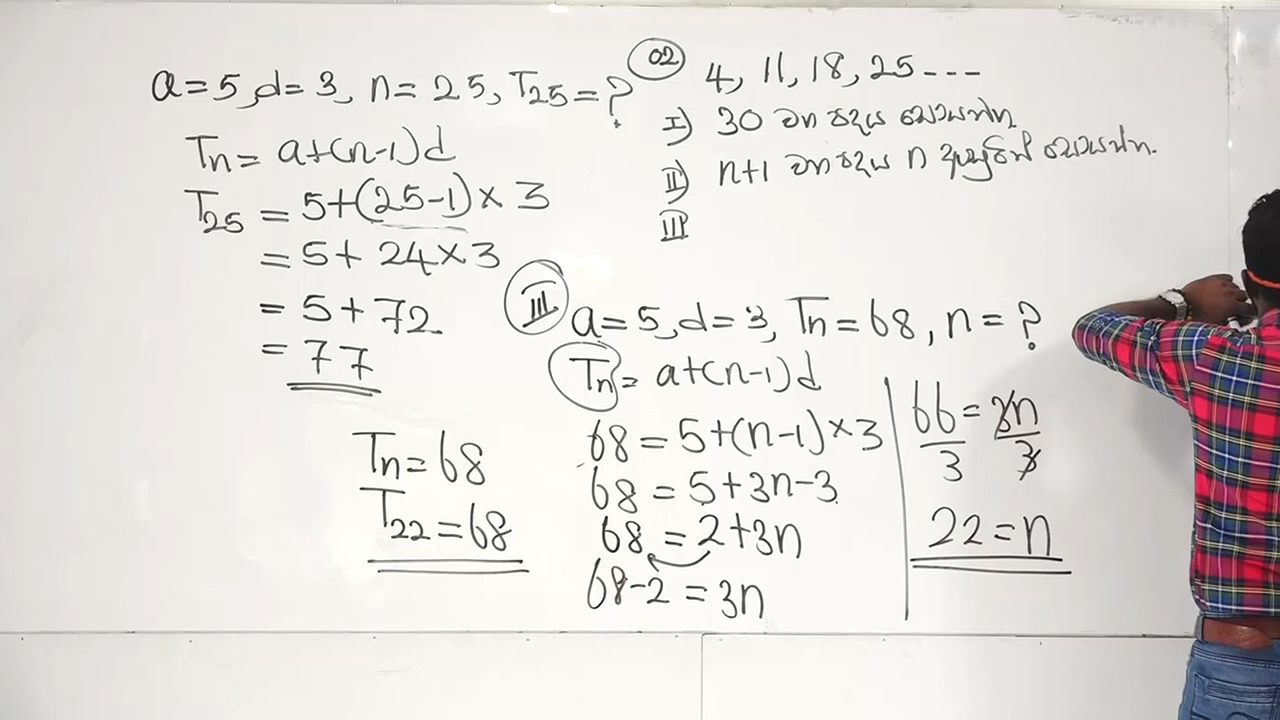 a = 5, d = 3, n = 25, T25 = ?
Tn = a+(n-1)d
T25 = 5+(25-1)×3
= 5+ 24×3
= 5+72
= 77
Tn = 68
T22 = 68
02 4, 11, 18, 25 - - -
I) 30 වන පදය සොයන්න.
II) n+1 වන පදය n ඇසුරින් සොයන්න.
III
III a = 5, d = 3, Tn = 68, n = ?
Tn = a+(n-1)d
68 = 5+(n-1)×3
68 = 5+3n-3
68 = 2+3n
68-2 = 3n
66/3 = 3n/3
22 = n